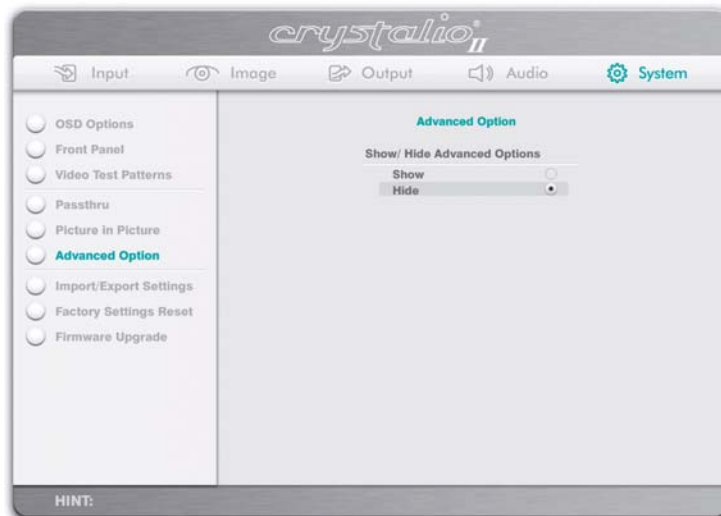 crystalio II
Input Image Output Audio System
OSD Options
Front Panel
Video Test Patterns
Passthru
Picture in Picture
Advanced Option
Import/Export Settings
Factory Settings Reset
Firmware Upgrade
Advanced Option
Show/ Hide Advanced Options
Show
Hide
HINT: